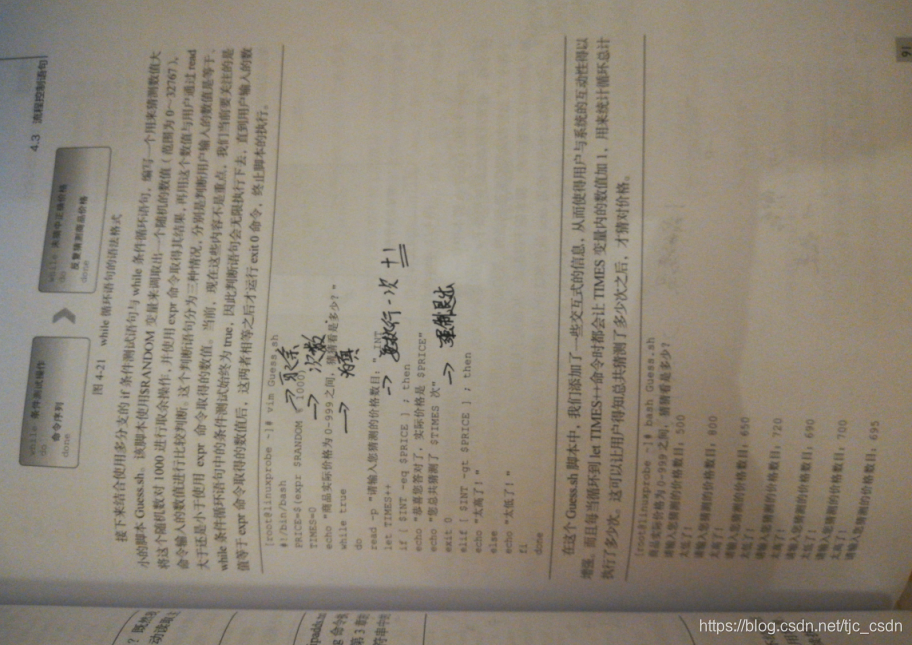 4.3 流程控制语句
while 条件测试操作
do
命令序列
done
while 未猜中正确价格
do
反复猜测商品价格
done
图 4-21 while 循环语句的语法格式
接下来结合使用多分支的 if 条件测试语句与 while 条件循环语句，编写一个用来猜测数值大
小的脚本 Guess.sh。该脚本使用$RANDOM 变量来调取出一个随机的数值（范围为 0～32767），
将这个随机数对 1000 进行取余操作，并使用 expr 命令取得其结果，再用这个数值与用户通过 read
命令输入的数值进行比较判断。这个判断语句分为三种情况，分别是判断用户输入的数值是等于、
大于还是小于使用 expr 命令取得的数值。当前，现在这些内容不是重点，我们当前要关注的是
while 条件循环语句中的条件测试始终为 true，因此判断语句会无限执行下去，直到用户输入的数
值等于 expr 命令取得的数值后，这两者相等之后才运行 exit 0 命令，终止脚本的执行。
[root@linuxprobe ~]# vim Guess.sh
#!/bin/bash
PRICE=$(expr $RANDOM % 1000)
→取余
TIMES=0
→次数
echo "商品实际价格为 0-999 之间，猜猜看是多少？"
while true
→为真
do
read -p "请输入您猜测的价格数目：" INT
let TIMES++
→每执行一次 +1
if [ $INT -eq $PRICE ] ; then
echo "恭喜您答对了，实际价格是 $PRICE"
echo "您总共猜测了 $TIMES 次"
exit 0
→强制退出
elif [ $INT -gt $PRICE ] ; then
echo "太高了！"
else
echo "太低了！"
fi
done
在这个 Guess.sh 脚本中，我们添加了一些交互式的信息，从而使得用户与系统的互动性得以
增强。而且每当循环到 let TIMES++命令时都会让 TIMES 变量内的数值加 1，用来统计循环总计
执行了多少次。这可以让用户得知总共猜测了多少次之后，才猜对价格。
[root@linuxprobe ~]# bash Guess.sh
商品实际价格为 0-999 之间，猜猜看是多少？
请输入您猜测的价格数目：500
太低了！
请输入您猜测的价格数目：800
太高了！
请输入您猜测的价格数目：650
太低了！
请输入您猜测的价格数目：720
太高了！
请输入您猜测的价格数目：690
太低了！
请输入您猜测的价格数目：700
太高了！
请输入您猜测的价格数目：695
91
https://blog.csdn.net/tjc_csdn